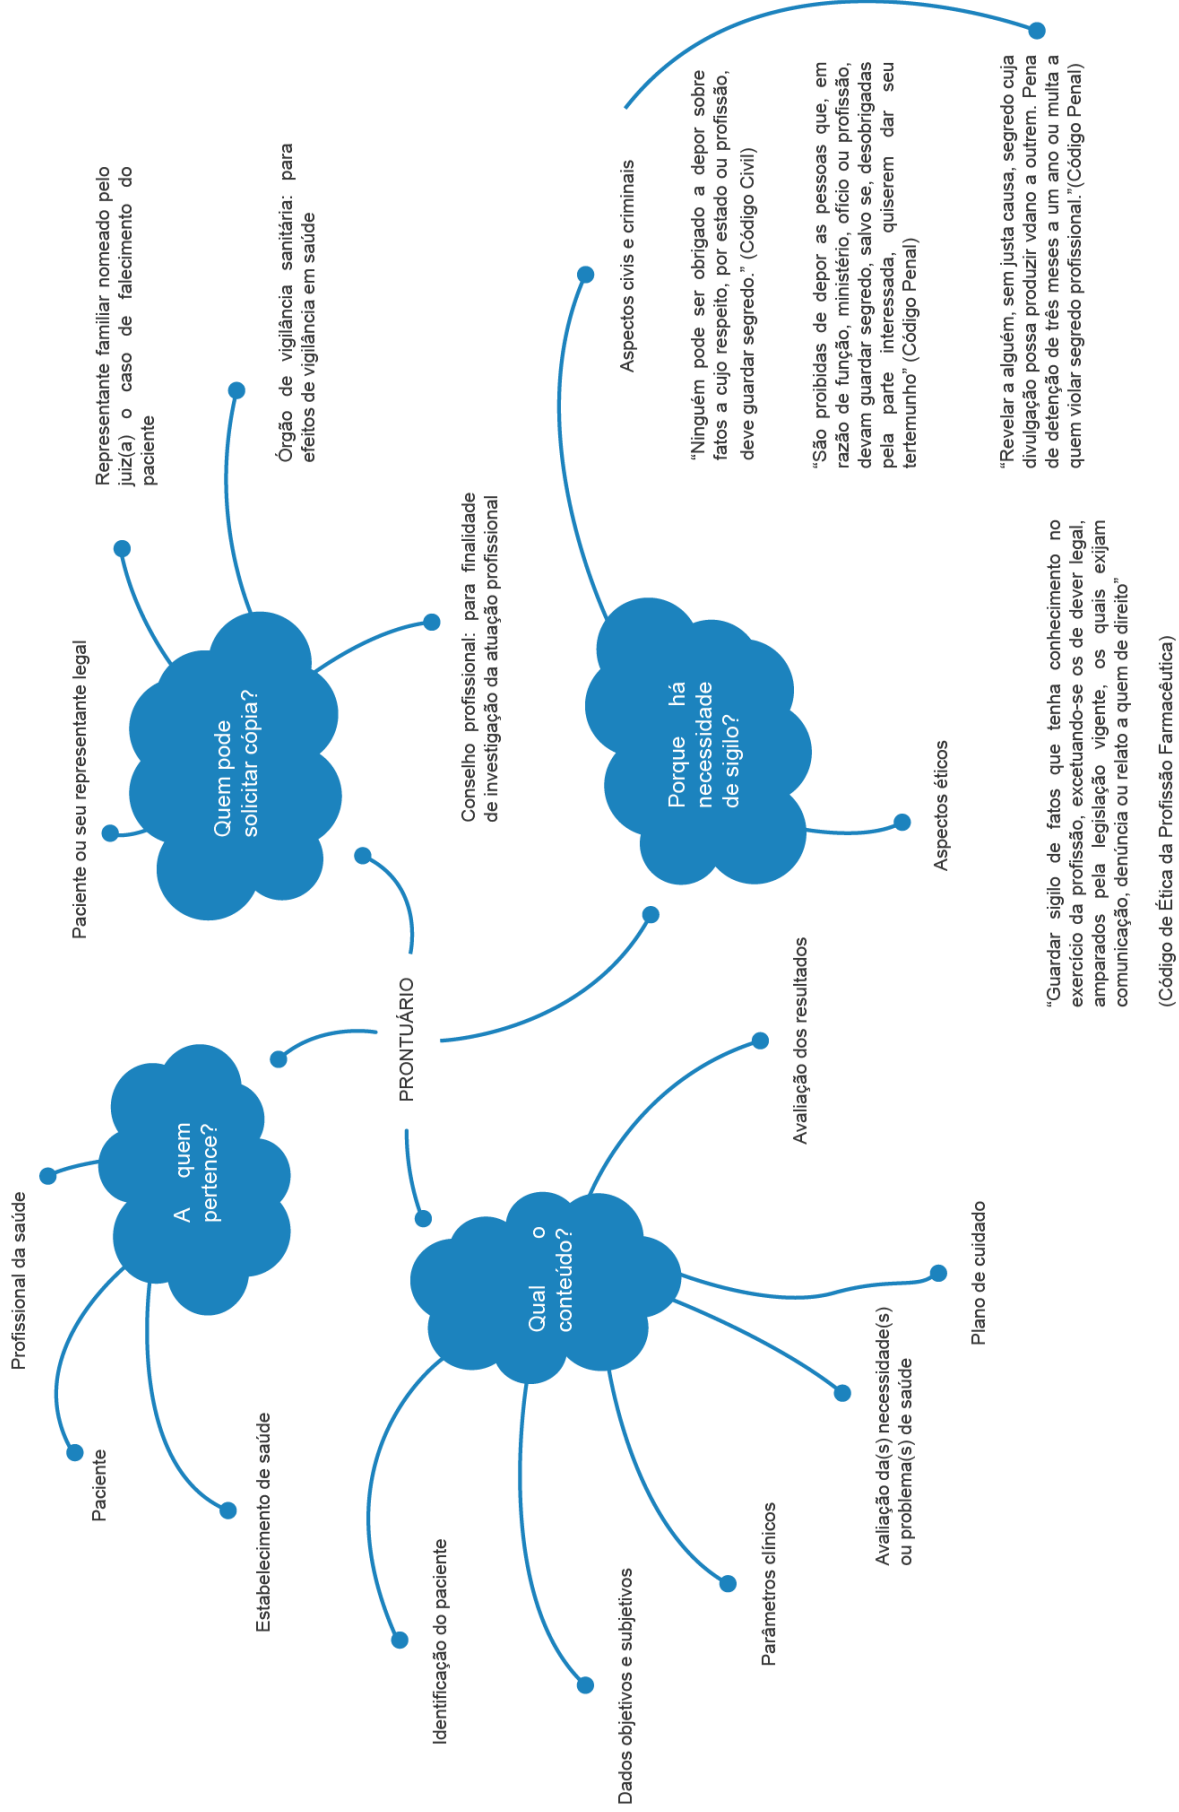 PRONTUÁRIO
A quem
pertence?
Profissional da saúde
Paciente
Estabelecimento de saúde
Quem pode
solicitar cópia?
Paciente ou seu representante legal
Representante familiar nomeado pelo
juiz(a) o caso de falecimento do
paciente
Órgão de vigilância sanitária: para
efeitos de vigilância em saúde
Conselho profissional: para finalidade
de investigação da atuação profissional
Qual o
conteúdo?
Identificação do paciente
Dados objetivos e subjetivos
Parâmetros clínicos
Avaliação da(s) necessidade(s)
ou problema(s) de saúde
Plano de cuidado
Avaliação dos resultados
Porque há
necessidade
de sigilo?
Aspectos éticos
“Guardar sigilo de fatos que tenha conhecimento no
exercício da profissão, excetuando-se os de dever legal,
amparados pela legislação vigente, os quais exijam
comunicação, denúncia ou relato a quem de direito”
(Código de Ética da Profissão Farmacêutica)
Aspectos civis e criminais
“Ninguém pode ser obrigado a depor sobre
fatos a cujo respeito, por estado ou profissão,
deve guardar segredo.” (Código Civil)
“São proibidas de depor as pessoas que, em
razão de função, ministério, ofício ou profissão,
devam guardar segredo, salvo se, desobrigadas
pela parte interessada, quiserem dar seu
tertemunho” (Código Penal)
“Revelar a alguém, sem justa causa, segredo cuja
divulgação possa produzir vdano a outrem. Pena
de detenção de três meses a um ano ou multa a
quem violar segredo profissional.”(Código Penal)